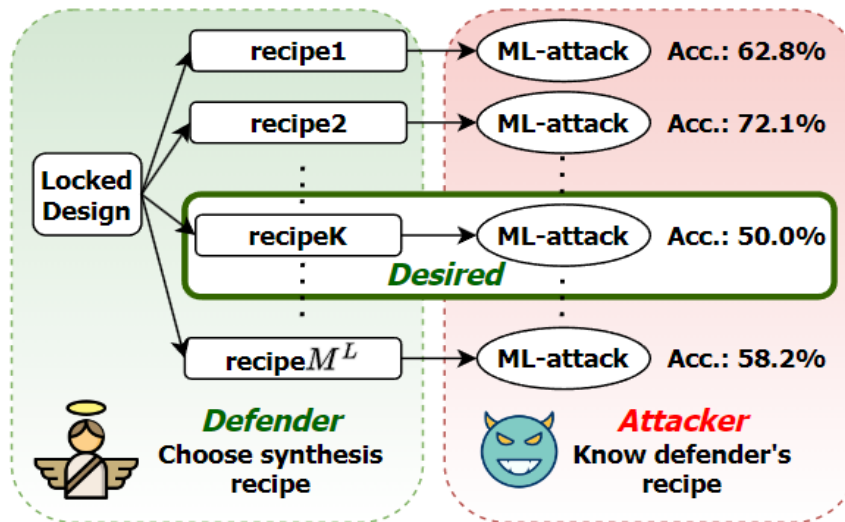 recipe1 ML-attack Acc.: 62.8%
recipe2 ML-attack Acc.: 72.1%
Locked
Design
recipeK ML-attack Acc.: 50.0%
Desired
recipeM^L ML-attack Acc.: 58.2%
Defender
Choose synthesis
recipe
Attacker
Know defender's
recipe